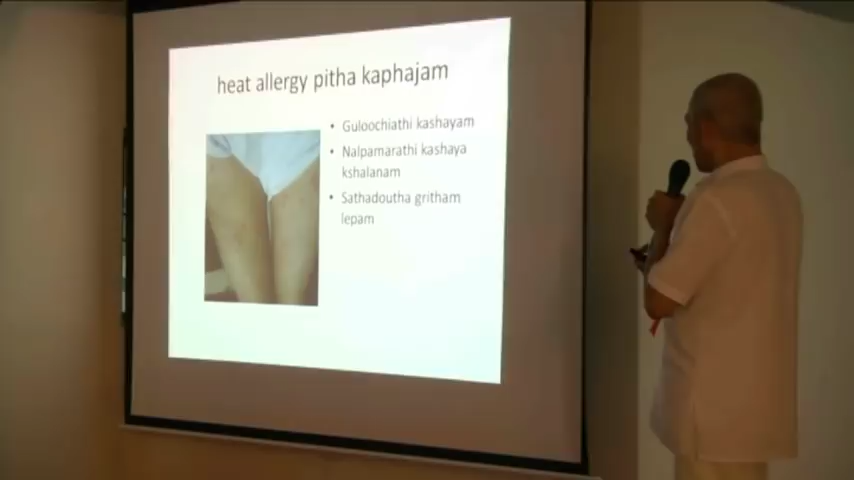 heat allergy pitha kaphajam
• Guloochiathi kashayam
• Nalpamarathi kashaya
kshalanam
• Sathadoutha gritham
lepam